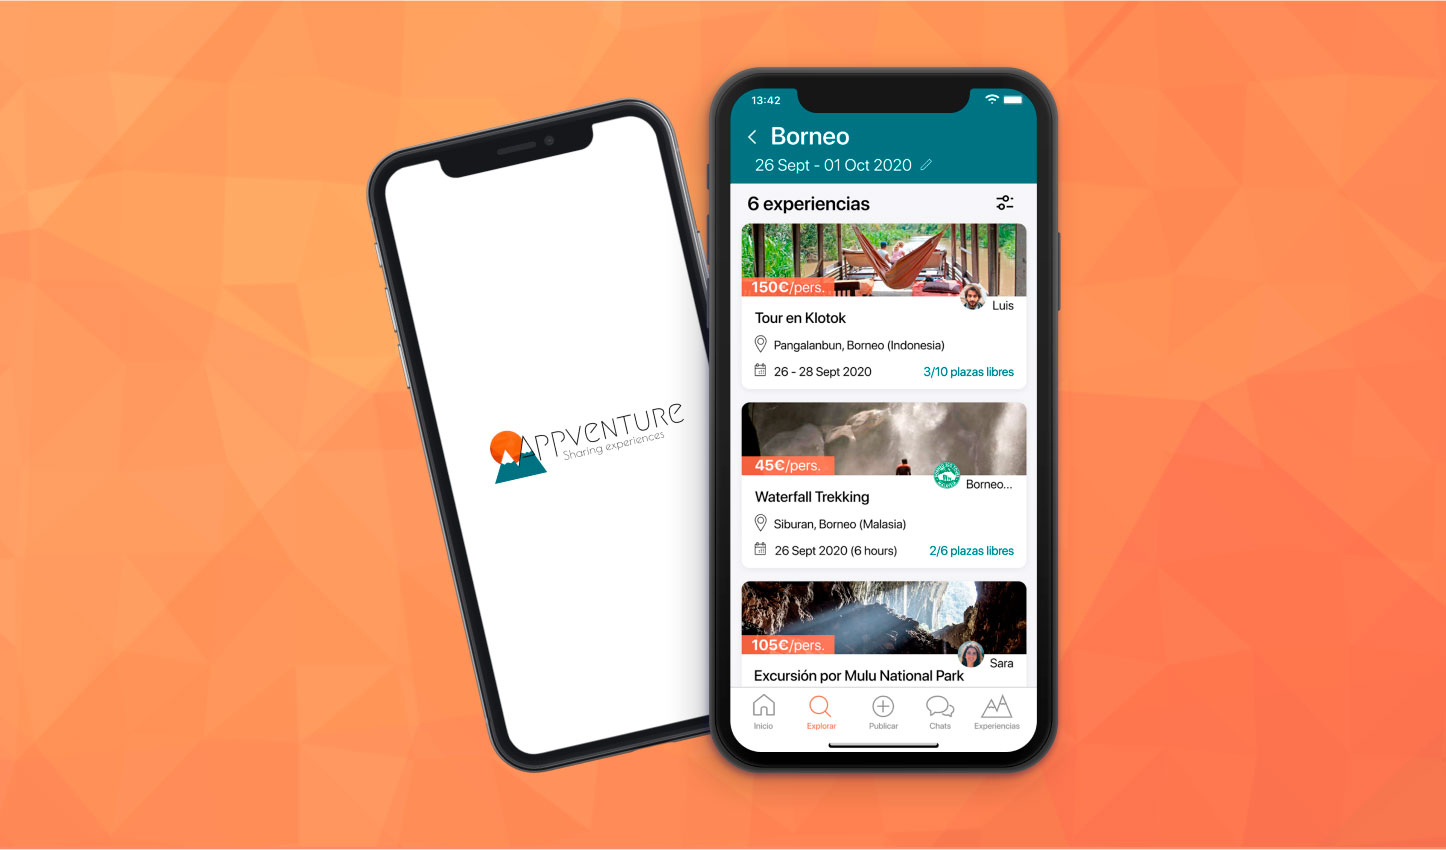 APPVENTURE
Sharing experiences
13:42
Borneo
26 Sept - 01 Oct 2020
6 experiencias
150€/pers.
Luis
Tour en Klotok
Pangalanbun, Borneo (Indonesia)
26 - 28 Sept 2020
3/10 plazas libres
45€/pers.
Borneo...
Waterfall Trekking
Siburan, Borneo (Malasia)
26 Sept 2020 (6 hours)
2/6 plazas libres
105€/pers.
Sara
Excursión por Mulu National Park
Inicio
Explorar
Publicar
Chats
Experiencias